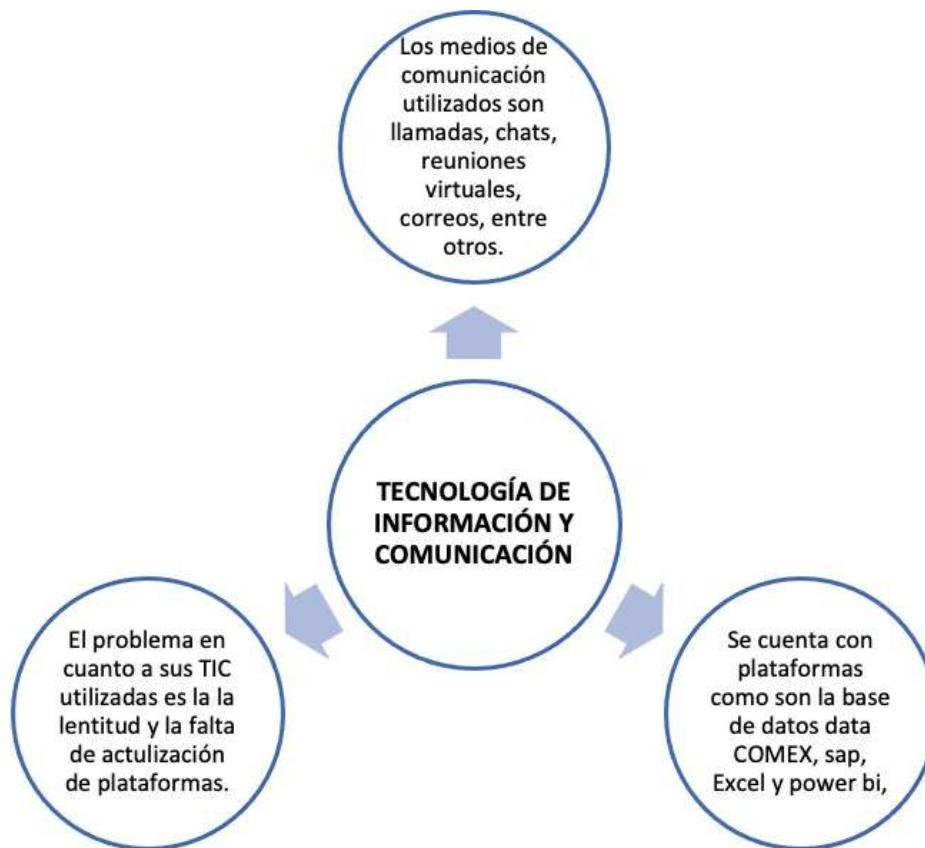 Los medios de
comunicación
utilizados son
llamadas, chats,
reuniones
virtuales,
correos, entre
otros.
TECNOLOGÍA DE
INFORMACIÓN Y
COMUNICACIÓN
El problema en
cuanto a sus TIC
utilizadas es la la
lentitud y la falta
de actulización
de plataformas.
Se cuenta con
plataformas
como son la base
de datos data
COMEX, sap,
Excel y power bi,